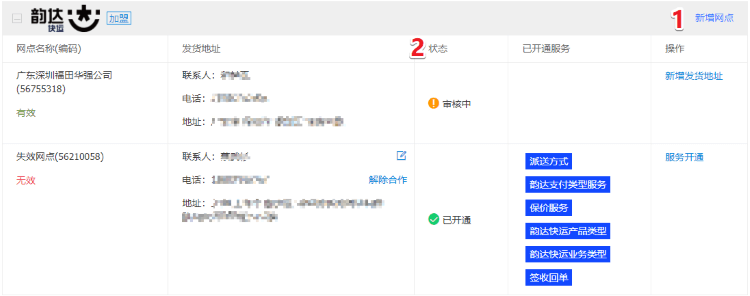 韵达
快运
加盟
1
新增网点
网点名称(编码)
发货地址
2
状态
已开通服务
操作
广东深圳福田华强公司
(56755318)
有效
联系人：
电话：
地址：
审核中
新增发货地址
失效网点(56210058)
无效
联系人：
电话：
解除合作
地址：
已开通
派送方式
韵达支付类型服务
保价服务
韵达快运产品类型
韵达快运业务类型
签收回单
服务开通